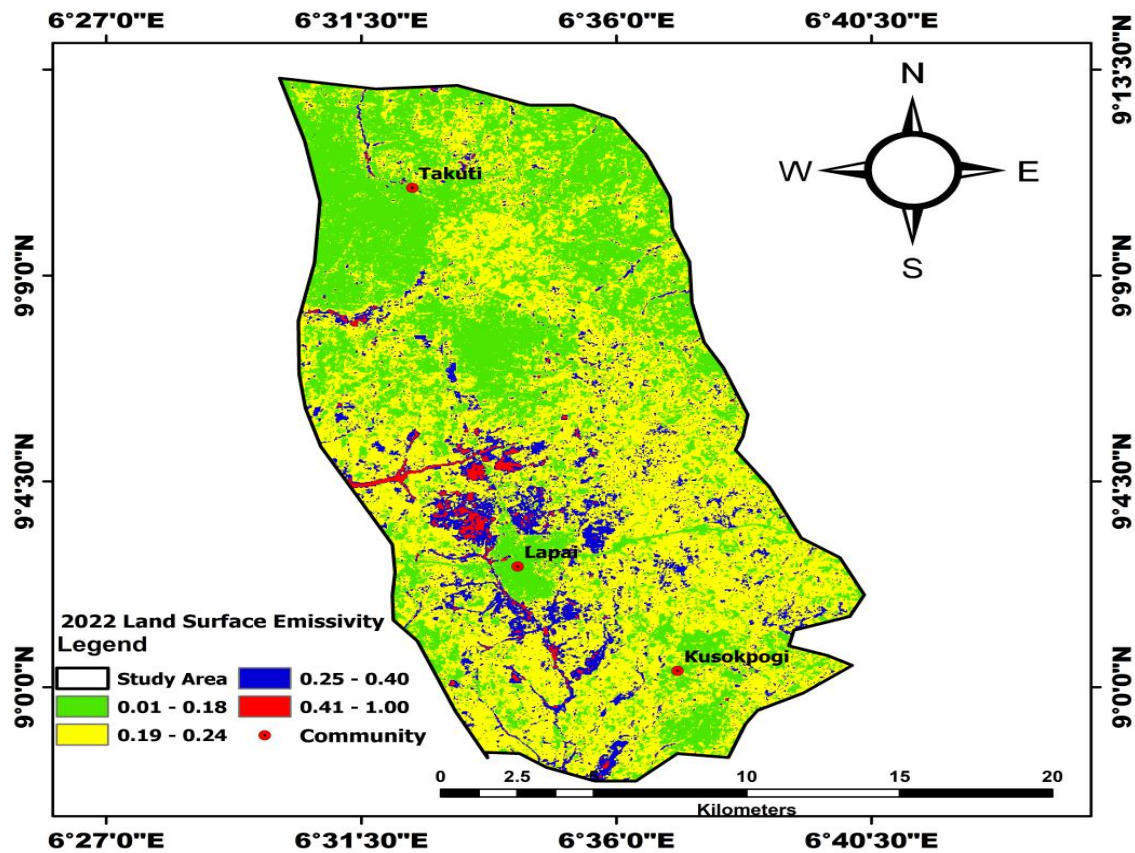 6°27'0"E 6°31'30"E 6°36'0"E 6°40'30"E
9°13'30"N 9°9'0"N 9°4'30"N 9°0'0"N
9°9'0"N 9°4'30"N 9°0'0"N
N
W E
S
Takuti
Lapai
Kusokpogi
2022 Land Surface Emissivity
Legend
Study Area
0.01 - 0.18
0.19 - 0.24
0.25 - 0.40
0.41 - 1.00
Community
0 2.5 10 15 20
Kilometers
6°27'0"E 6°31'30"E 6°36'0"E 6°40'30"E